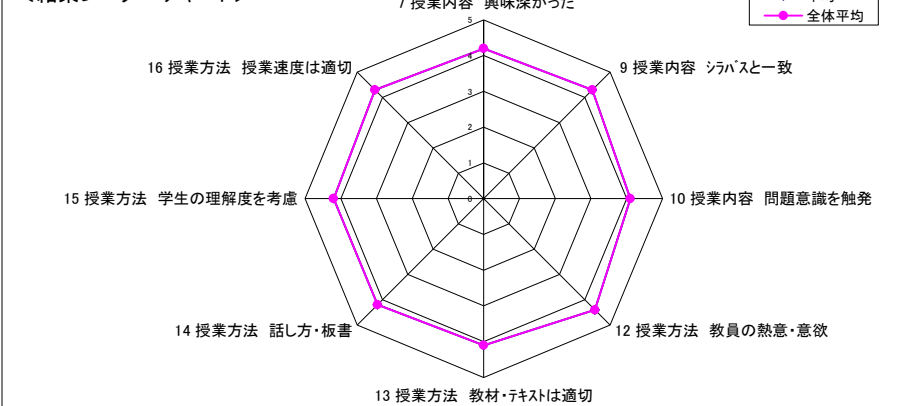 7 授業内容 興味深かった
全体平均
5
16 授業方法 授業速度は適切
4
9 授業内容 ｼﾗﾊﾞｽと一致
3
2
1
15 授業方法 学生の理解度を考慮
0
10 授業内容 問題意識を触発
14 授業方法 話し方・板書
12 授業方法 教員の熱意・意欲
13 授業方法 教材・ﾃｷｽﾄは適切